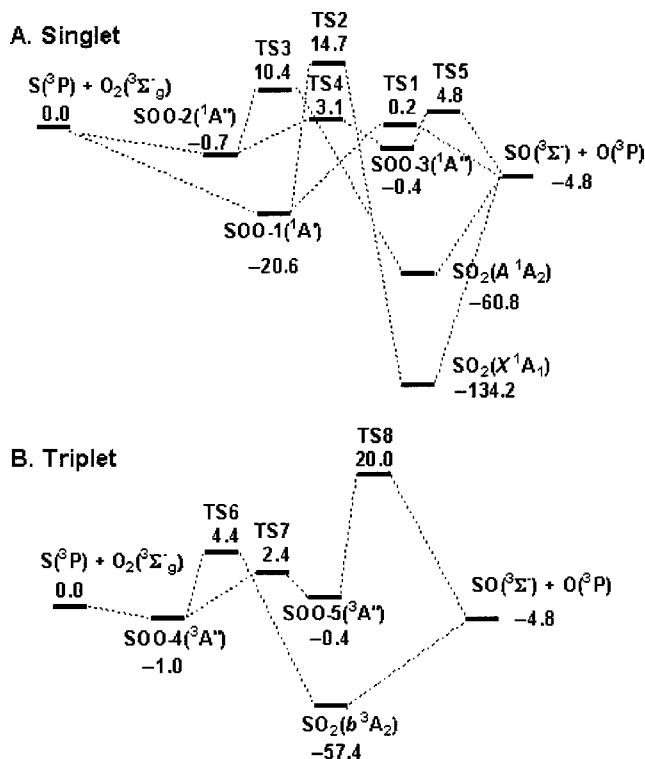 A. Singlet
S(³P) + O₂(³Σ⁻g)
0.0
SOO-2(¹A'')
−0.7
TS3
10.4
TS2
14.7
TS4
3.1
TS1
0.2
TS5
4.8
SOO-3(¹A'')
−0.4
SO(³Σ⁻) + O(³P)
−4.8
SOO-1(¹A')
−20.6
SO₂(A ¹A₂)
−60.8
SO₂(X ¹A₁)
−134.2
B. Triplet
S(³P) + O₂(³Σ⁻g)
0.0
TS6
4.4
TS7
2.4
TS8
20.0
SOO-4(³A'')
−1.0
SOO-5(³A'')
−0.4
SO(³Σ⁻) + O(³P)
−4.8
SO₂(b ³A₂)
−57.4